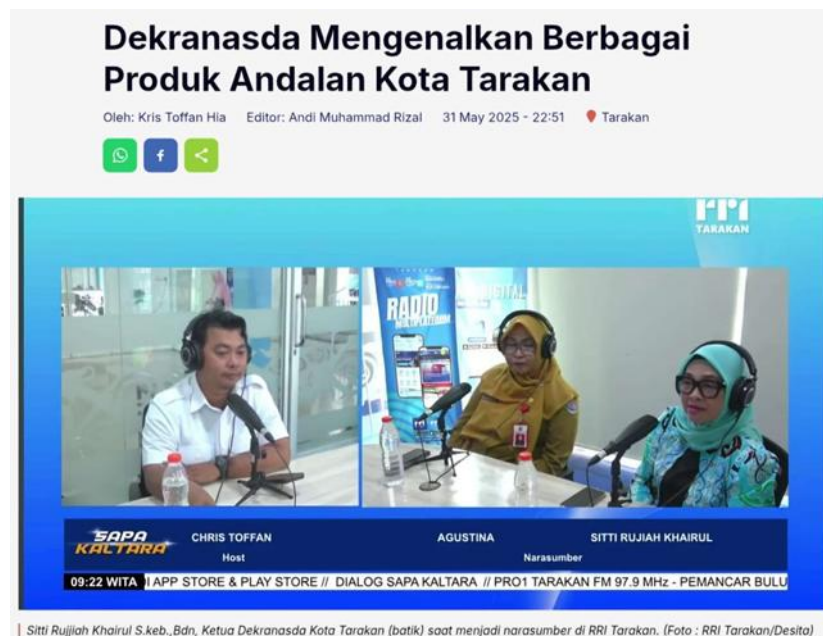 Dekranasda Mengenalkan Berbagai
Produk Andalan Kota Tarakan
Oleh: Kris Toffan Hia Editor: Andi Muhammad Rizal 31 May 2025 - 22:51 Tarakan
rri
TARAKAN
RADIO
MULTIPLATFORM
DIGITAL
SAPA
KALTARA
CHRIS TOFFAN
Host
AGUSTINA
SITTI RUJIAH KHAIRUL
Narasumber
09:22 WITA I APP STORE & PLAY STORE // DIALOG SAPA KALTARA // PRO1 TARAKAN FM 97.9 MHz - PEMANCAR BULU
Sitti Rujjiah Khairul S.keb.,Bdn, Ketua Dekranasda Kota Tarakan (batik) saat menjadi narasumber di RRI Tarakan. (Foto : RRI Tarakan/Desita)